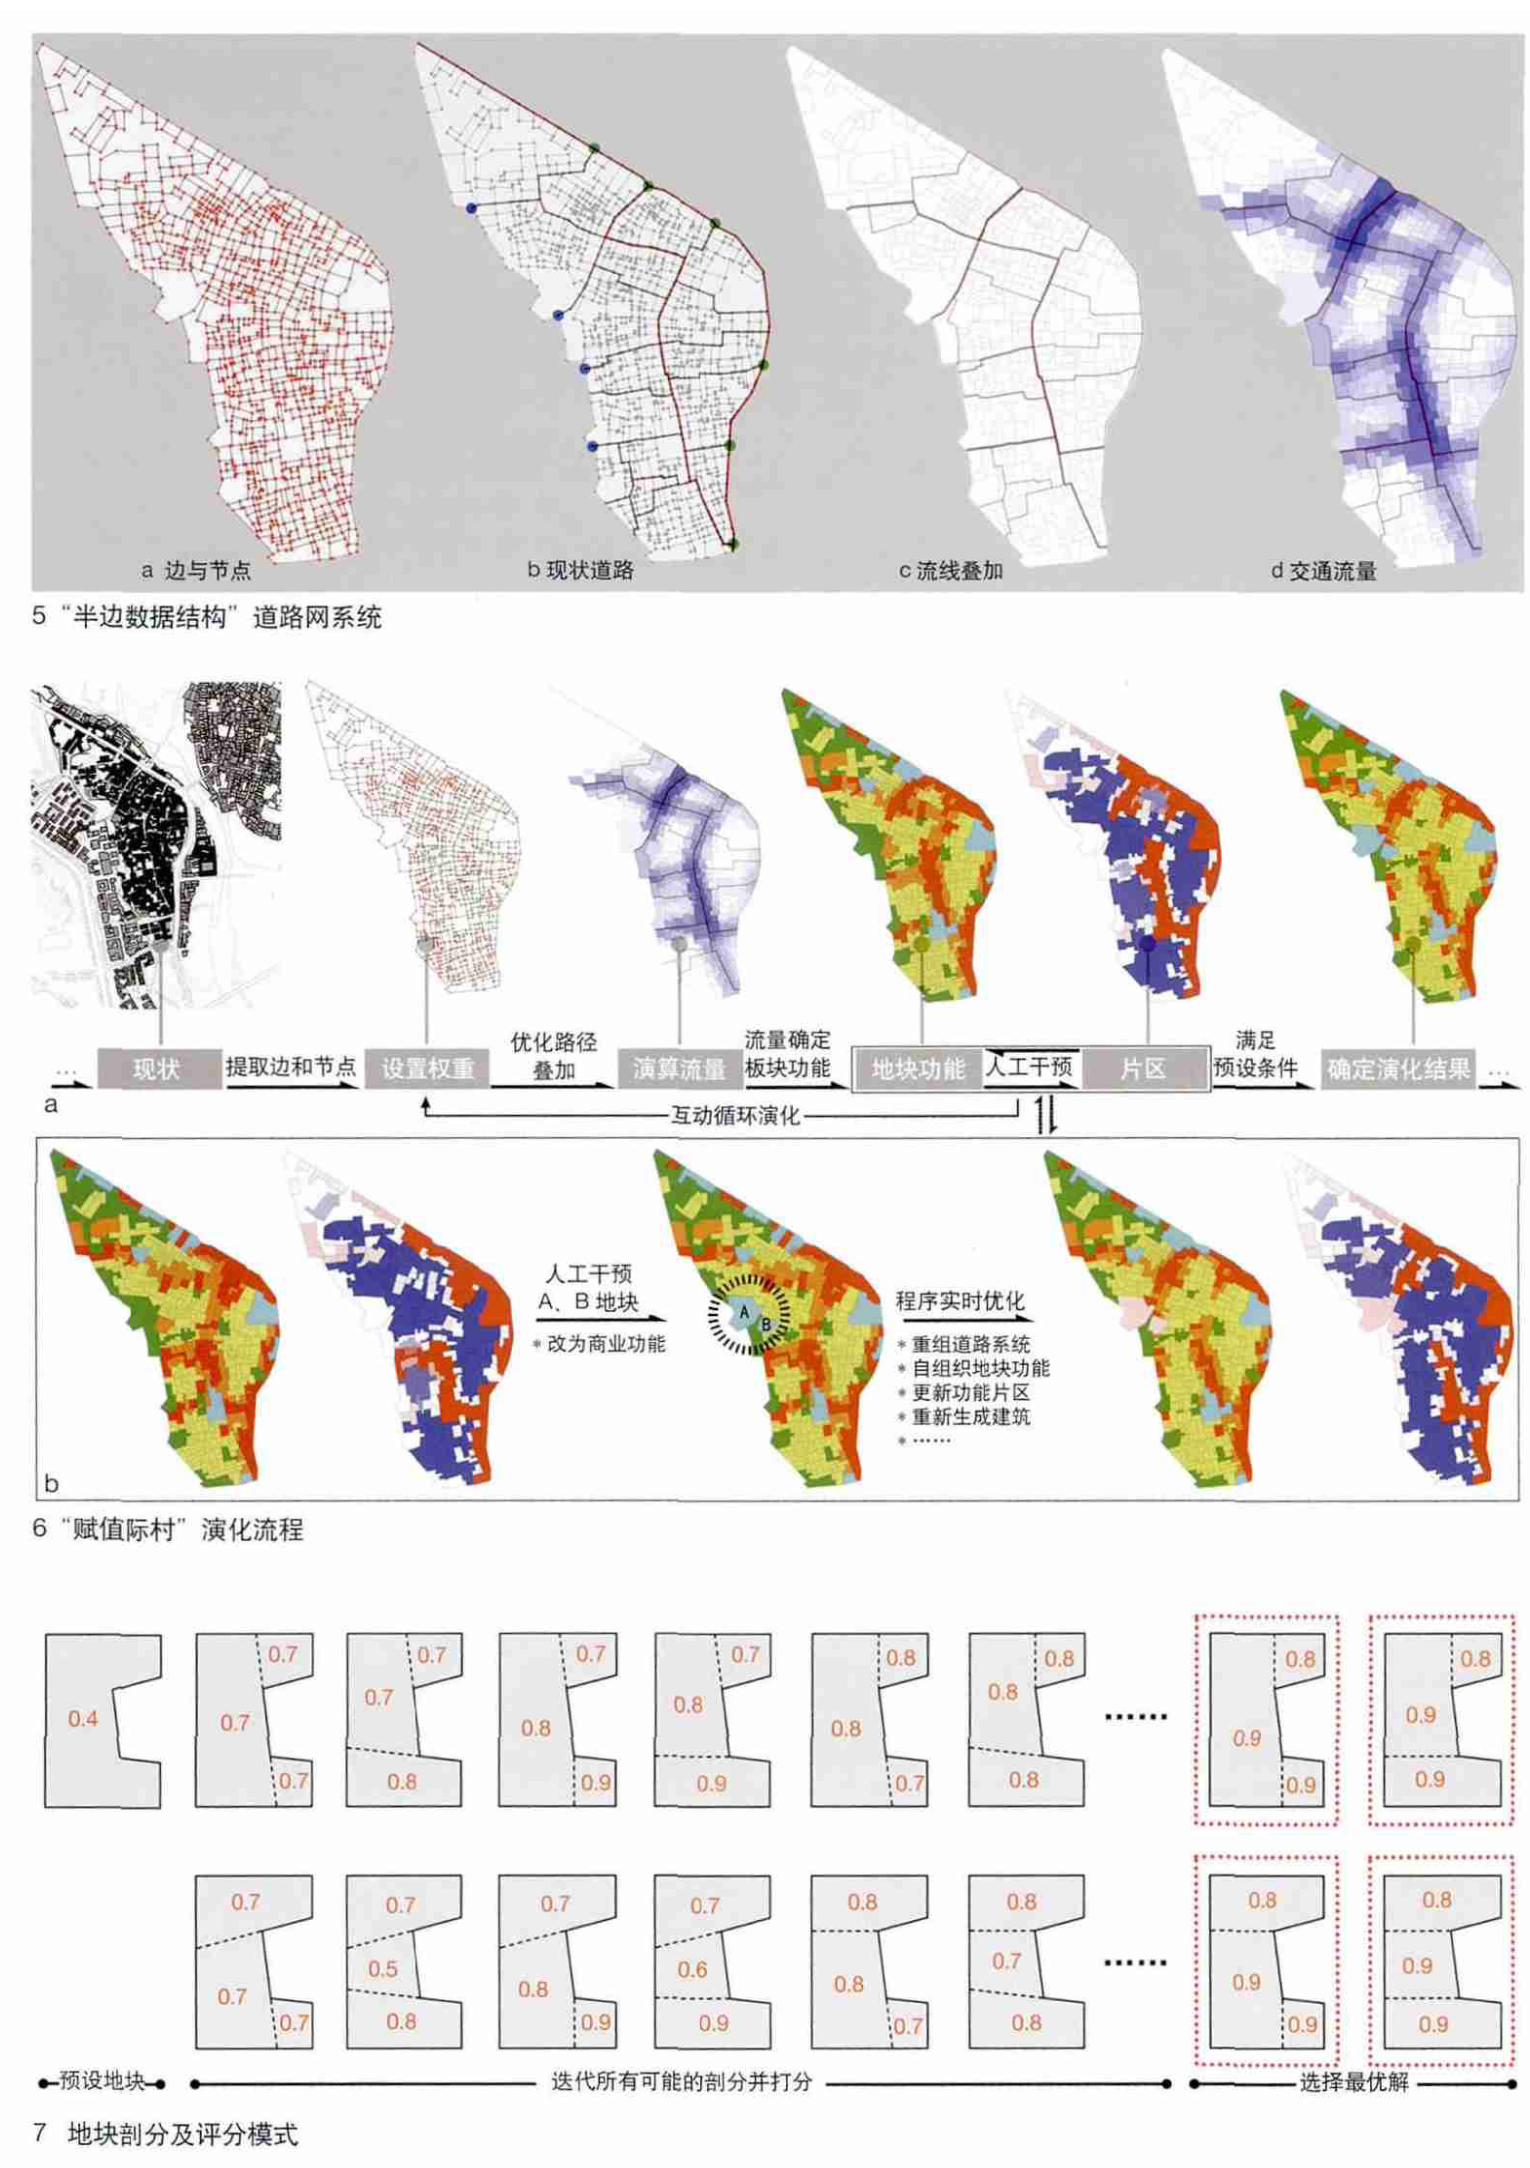 a 边与节点
b 现状道路
c 流线叠加
d 交通流量
5 “半边数据结构”道路网系统
… 现状 提取边和节点 设置权重 优化路径 叠加 演算流量 流量确定 板块功能 地块功能 人工干预 片区 满足 预设条件 确定演化结果 …
a
互动循环演化
人工干预
A、B 地块
* 改为商业功能
A
B
程序实时优化
* 重组道路系统
* 自组织地块功能
* 更新功能片区
* 重新生成建筑
* ……
b
6 “赋值际村”演化流程
0.7 0.7 0.7 0.7 0.8 0.8 0.8 0.8
0.4 0.7 0.7 0.8 0.8 0.8 0.8 …… 0.9 0.9
0.7 0.8 0.9 0.9 0.7 0.8 0.9 0.9
0.7 0.7 0.7 0.7 0.8 0.8 0.8 0.8
0.7 0.5 0.8 0.6 0.8 0.7 …… 0.9 0.9
0.7 0.8 0.9 0.9 0.7 0.8 0.9 0.9
预设地块 迭代所有可能的剖分并打分 选择最优解
7 地块剖分及评分模式